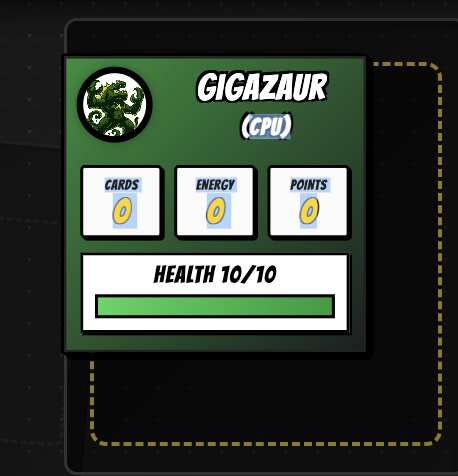 GIGAZAUR
(CPU)
CARDS ENERGY POINTS
0 0 0
HEALTH 10/10